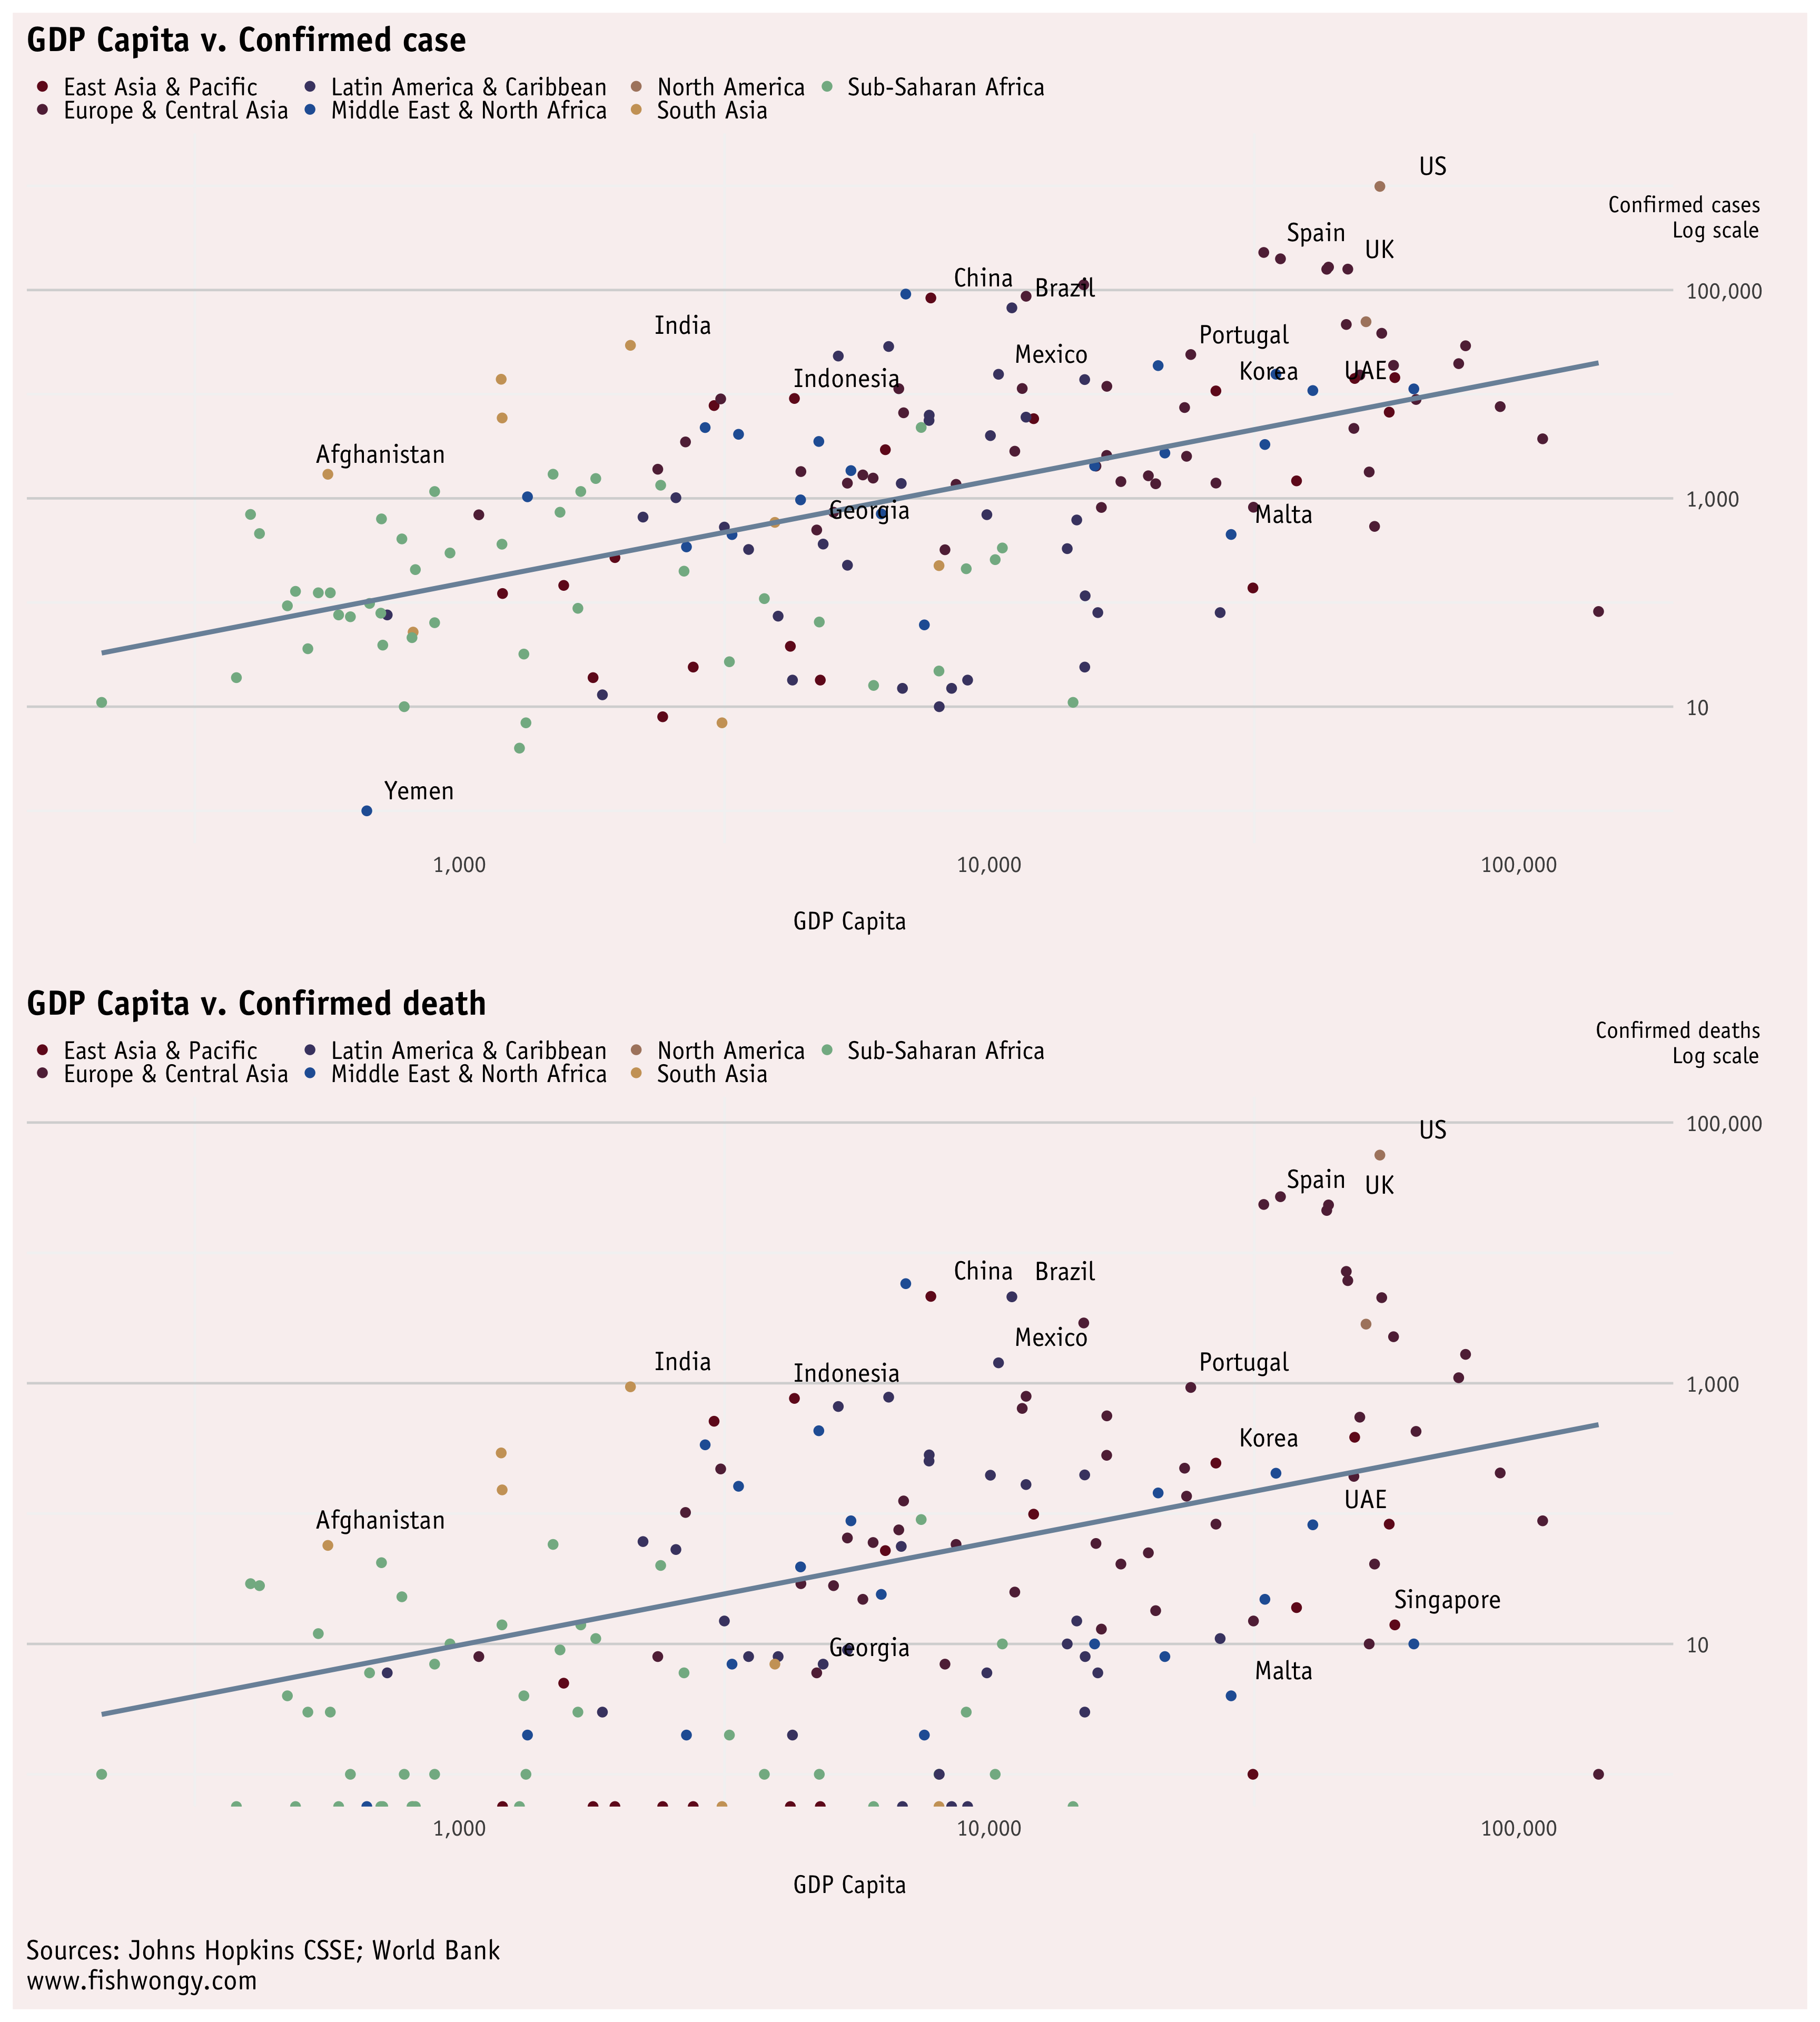 GDP Capita v. Confirmed case
East Asia & Pacific Latin America & Caribbean North America Sub-Saharan Africa
Europe & Central Asia Middle East & North Africa South Asia
US
Confirmed cases
Log scale
Spain
UK
China
Brazil
100,000
India
Portugal
Mexico
Korea
UAE
Indonesia
Afghanistan
1,000
Georgia
Malta
10
Yemen
1,000 10,000 100,000
GDP Capita
GDP Capita v. Confirmed death
Confirmed deaths
Log scale
East Asia & Pacific Latin America & Caribbean North America Sub-Saharan Africa
Europe & Central Asia Middle East & North Africa South Asia
100,000
US
Spain
UK
China
Brazil
Mexico
India
Portugal
Indonesia
1,000
Korea
UAE
Afghanistan
Singapore
10
Georgia
Malta
1,000 10,000 100,000
GDP Capita
Sources: Johns Hopkins CSSE; World Bank
www.fishwongy.com